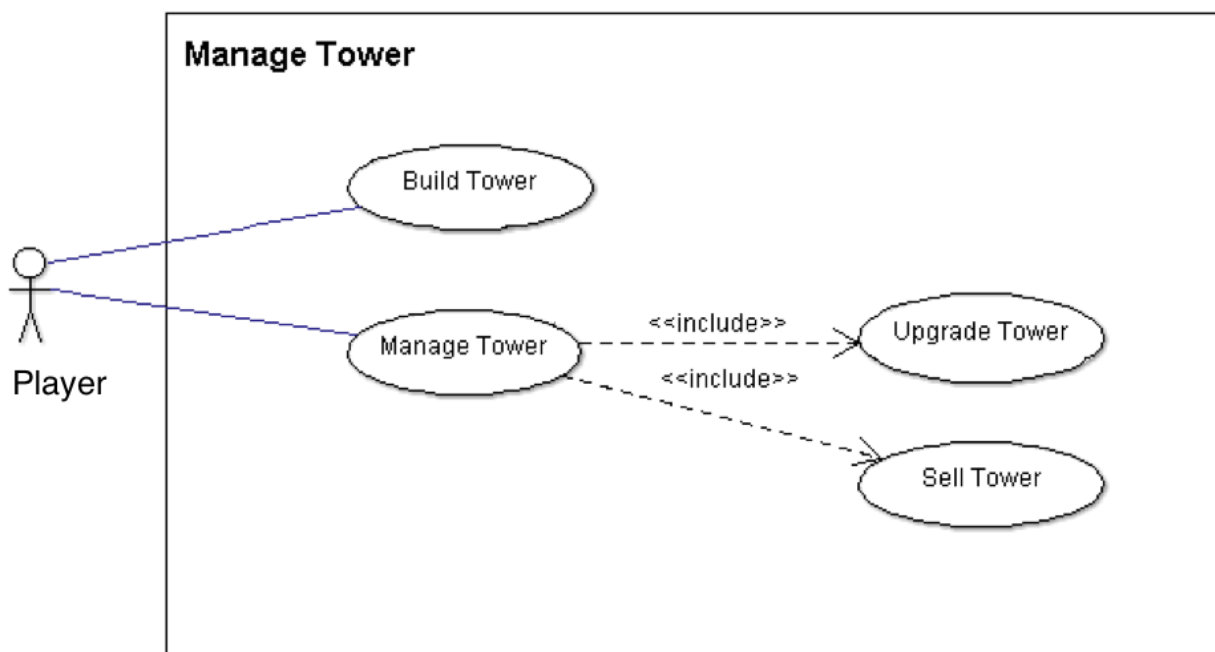 Manage Tower
Build Tower
Player
Manage Tower
<<include>>
Upgrade Tower
<<include>>
Sell Tower